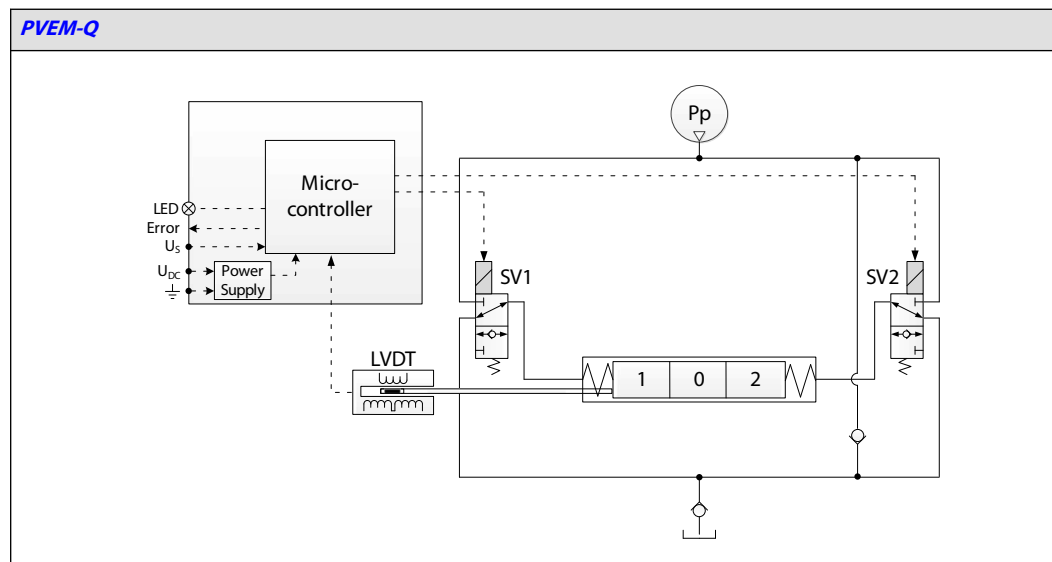 PVEM-Q
Pp
Micro-
controller
LED
Error
US
UDC
Power
Supply
SV1
SV2
LVDT
1 0 2